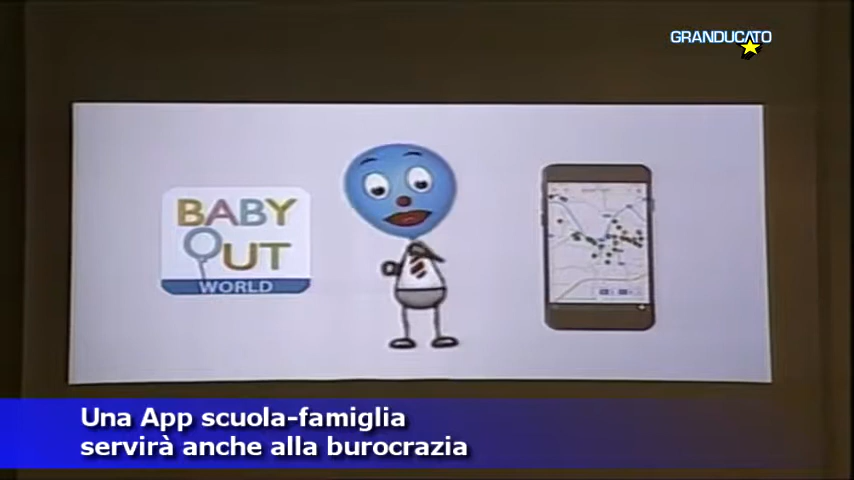 GRANDUCATO
BABY
OUT
WORLD
Una App scuola-famiglia
servirà anche alla burocrazia